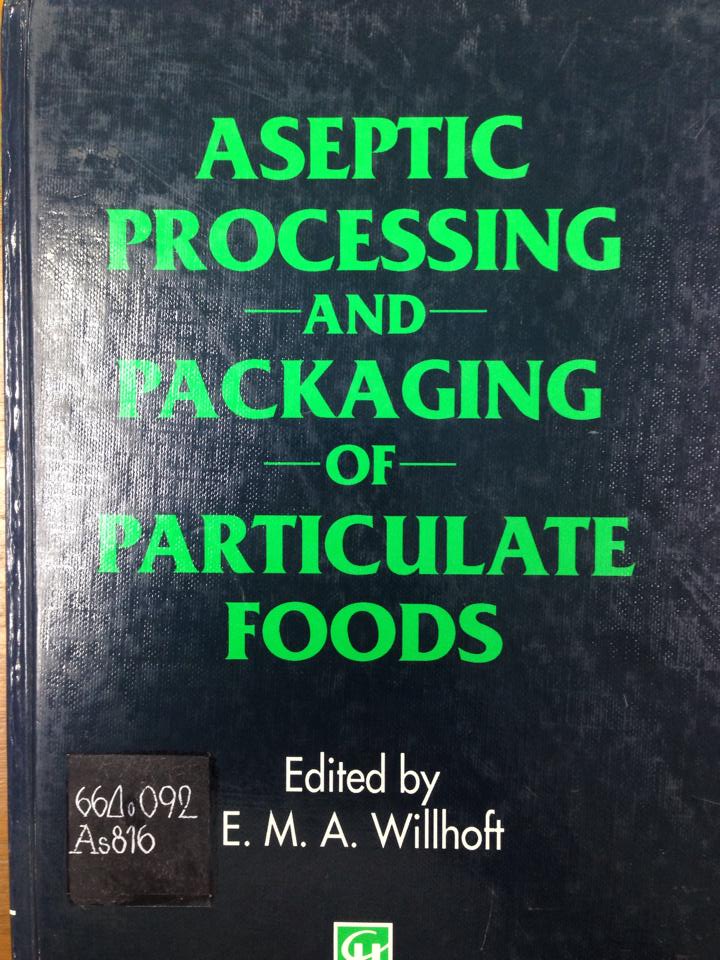 ASEPTIC
PROCESSING
AND
PACKAGING
OF
PARTICULATE
FOODS
Edited by
E. M. A. Willhoft
664.092
As816